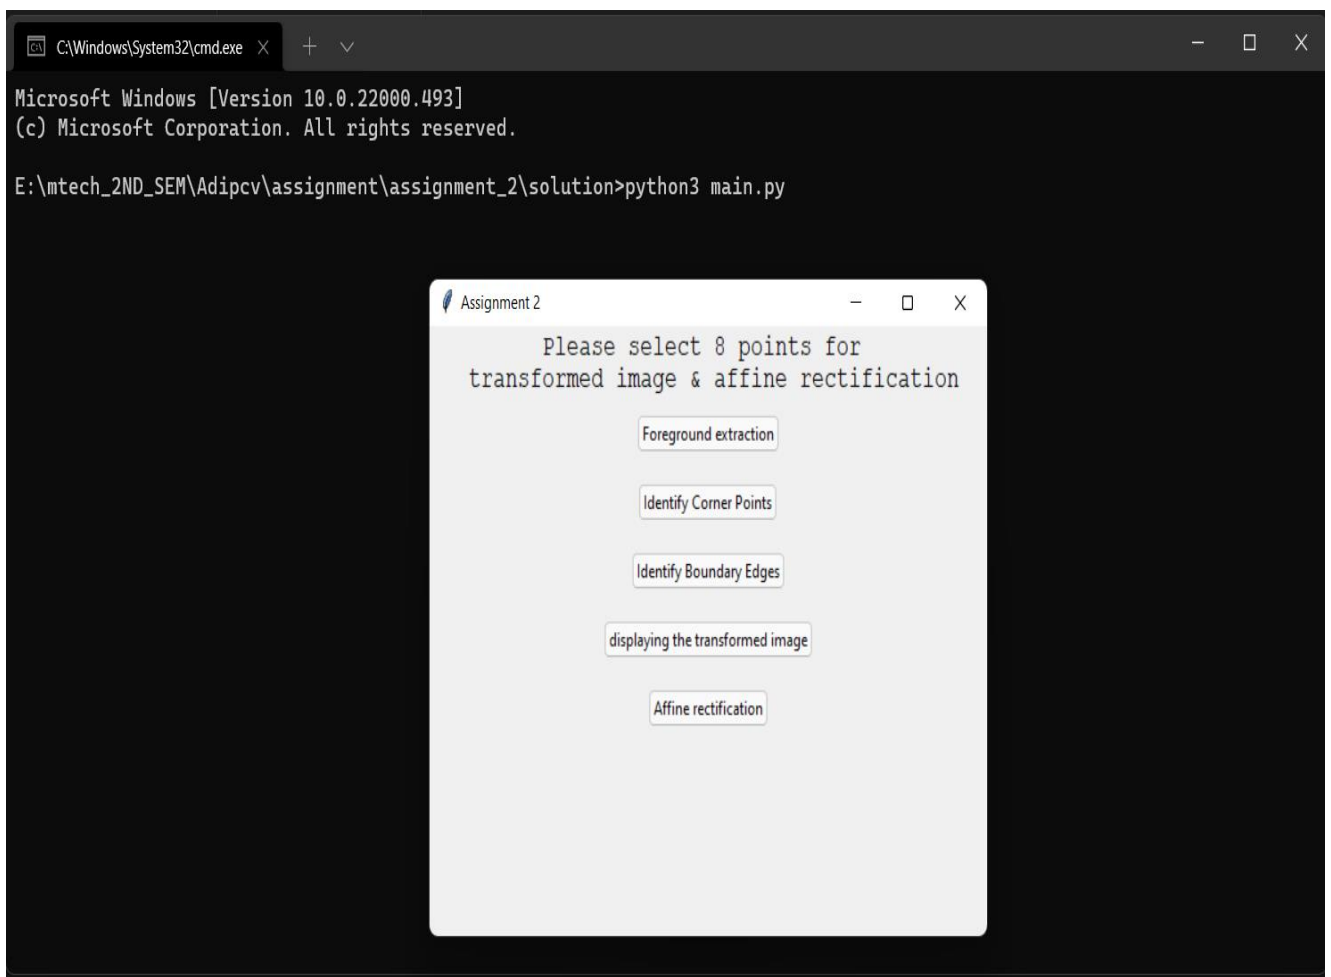 C:\Windows\System32\cmd.exe
Microsoft Windows [Version 10.0.22000.493]
(c) Microsoft Corporation. All rights reserved.
E:\mtech_2ND_SEM\Adipcv\assignment\assignment_2\solution>python3 main.py
Assignment 2
Please select 8 points for
transformed image & affine rectification
Foreground extraction
Identify Corner Points
Identify Boundary Edges
displaying the transformed image
Affine rectification